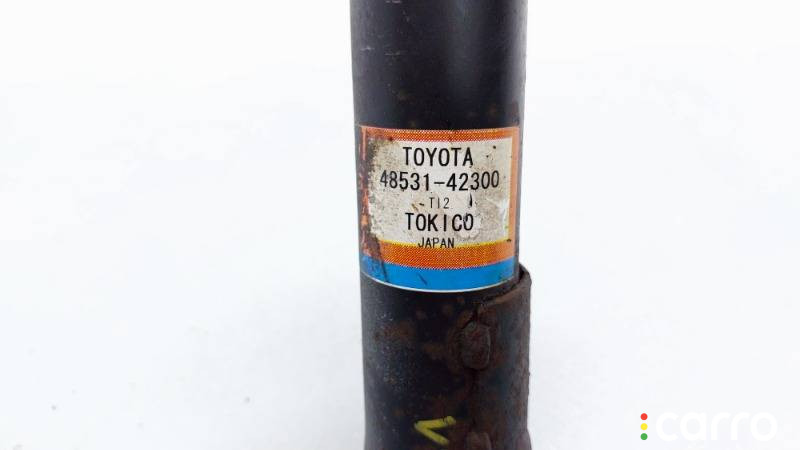 TOYOTA
48531-42300
T12
TOKICO
JAPAN
V
carro